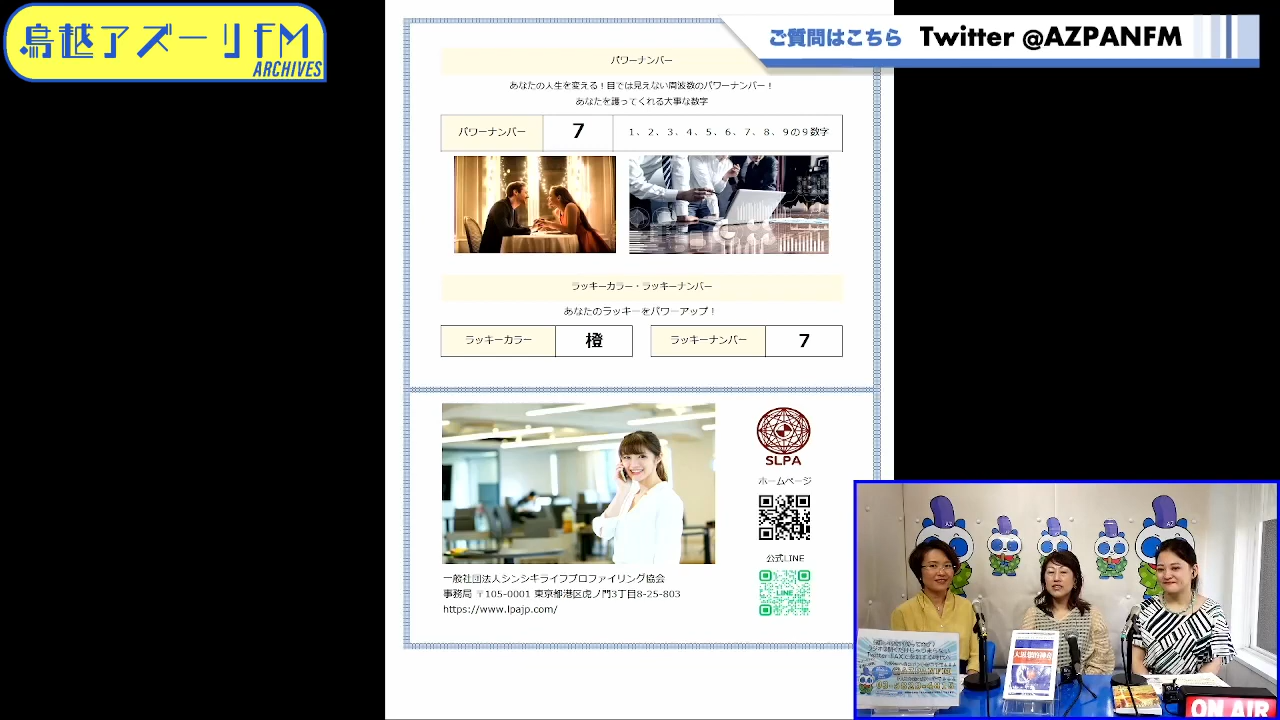 鳥越アズーリFM
ARCHIVES
ご質問はこちら Twitter @AZPANFM
パワーナンバー
あなたの人生を変える！目では見えない周波数のパワーナンバー！
あなたを護ってくれる大事な数字
パワーナンバー 7 1、2、3、4、5、6、7、8、9の9数字
ラッキーカラー・ラッキーナンバー
あなたのラッキーをパワーアップ！
ラッキーカラー 橙 ラッキーナンバー 7
SLPA
ホームページ
公式LINE
LINE
一般社団法人シンシキライフプロファイリング協会
事務局 〒105-0001 東京都港区虎ノ門3丁目8-25
https://www.lpajp.com/
人気
ON AIR